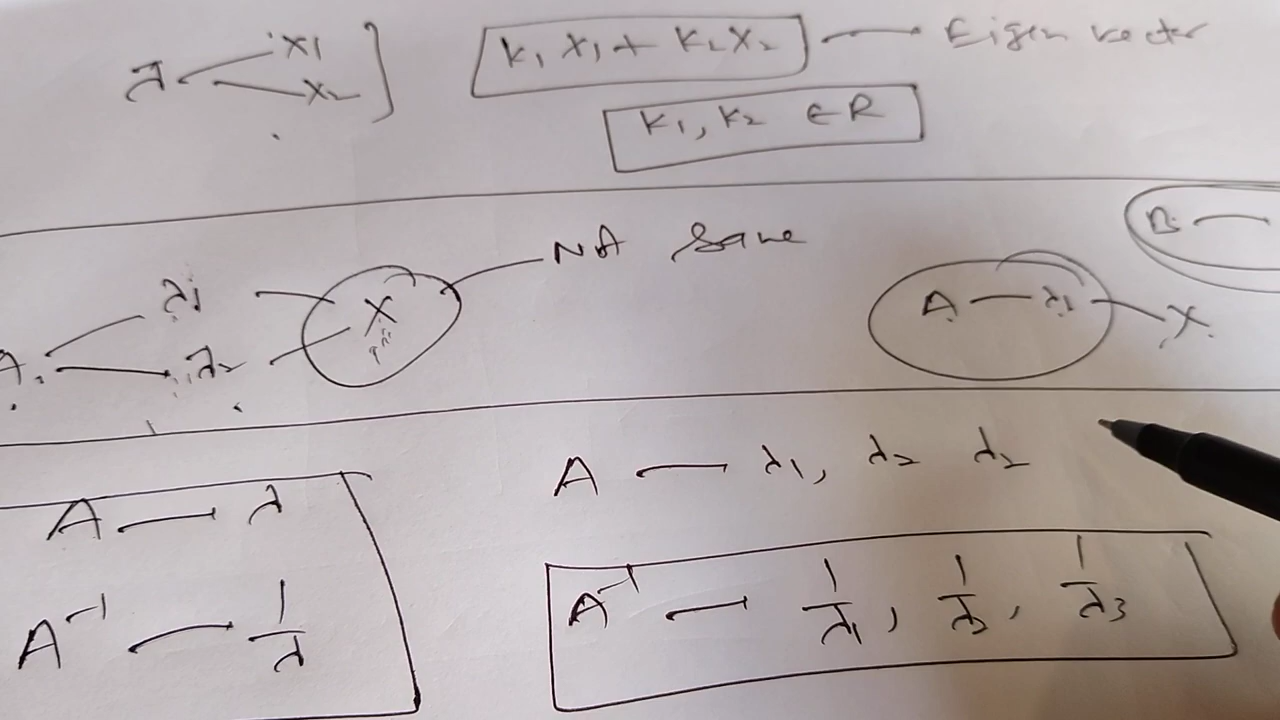 λ x1 x2 ] k1 x1 + k2 x2 Eigen vector
k1, k2 ∈ R
NA same
B
A λ1 λ2 X
A — λ1 — X
A — λ1, λ2 λ2
A — λ
A⁻¹ — 1/λ1, 1/λ2, 1/λ3
A⁻¹ — 1/λ